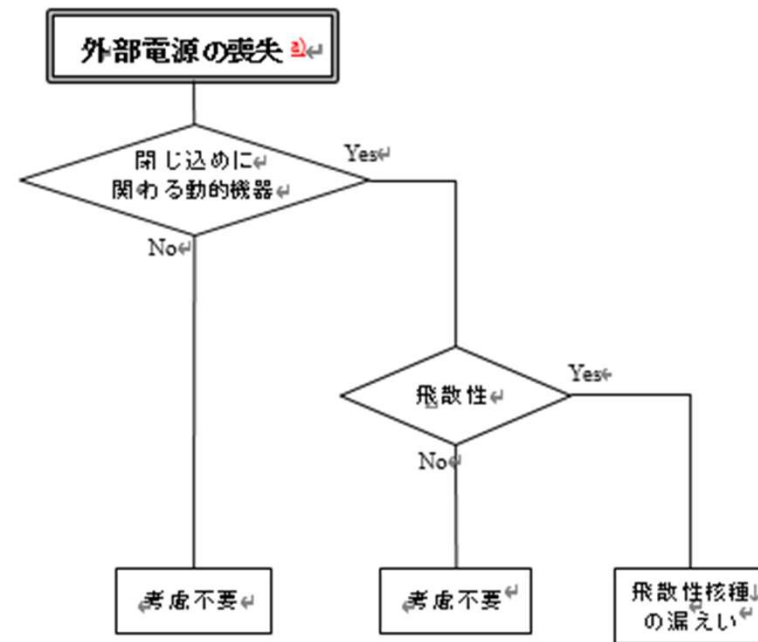 外部電源の喪失 a)
閉じ込めに
関わる動的機器
Yes
No
飛散性
Yes
No
考慮不要
考慮不要
飛散性核種
の漏えい